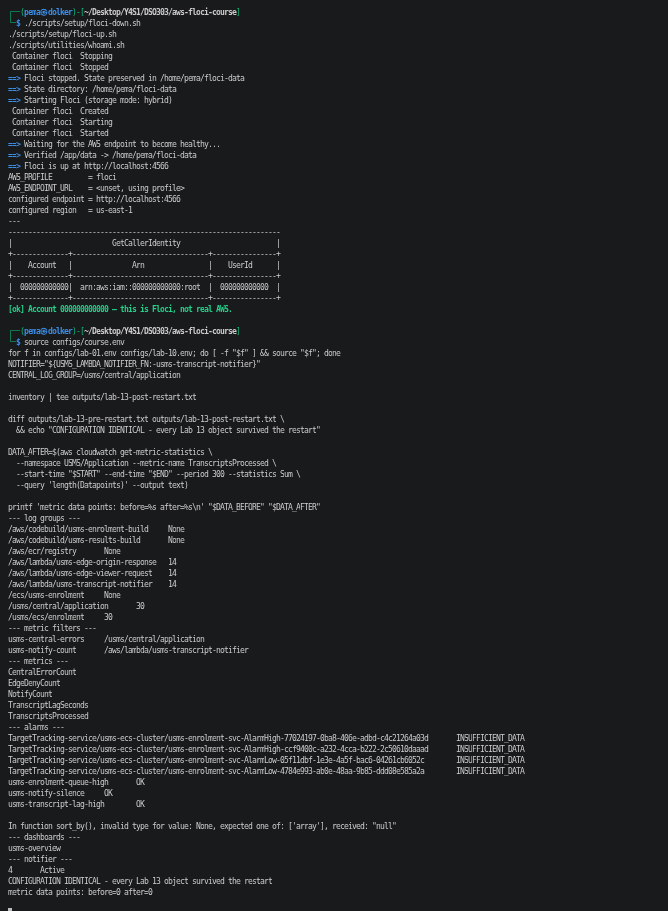 ┌──(pema㉿dolker)-[~/Desktop/Y4S1/DSO303/aws-floci-course]
└─$ ./scripts/setup/floci-down.sh
./scripts/setup/floci-up.sh
./scripts/utilities/whoami.sh
 Container floci  Stopping
 Container floci  Stopped
==> Floci stopped. State preserved in /home/pema/floci-data
==> State directory: /home/pema/floci-data
==> Starting Floci (storage mode: hybrid)
 Container floci  Created
 Container floci  Starting
 Container floci  Started
==> Waiting for the AWS endpoint to become healthy...
==> Verified /app/data -> /home/pema/floci-data
==> Floci is up at http://localhost:4566
AWS_PROFILE         = floci
AWS_ENDPOINT_URL    = <unset, using profile>
configured endpoint = http://localhost:4566
configured region   = us-east-1
---
--------------------------------------------------------------------
|                         GetCallerIdentity                        |
+--------------+----------------------------------+----------------+
|    Account   |               Arn                |    UserId      |
+--------------+----------------------------------+----------------+
|  000000000000|  arn:aws:iam::000000000000:root  |  000000000000  |
+--------------+----------------------------------+----------------+
[ok] Account 000000000000 — this is Floci, not real AWS.

┌──(pema㉿dolker)-[~/Desktop/Y4S1/DSO303/aws-floci-course]
└─$ source configs/course.env
for f in configs/lab-01.env configs/lab-10.env; do [ -f "$f" ] && source "$f"; done
NOTIFIER="${USMS_LAMBDA_NOTIFIER_FN:-usms-transcript-notifier}"
CENTRAL_LOG_GROUP=/usms/central/application

inventory | tee outputs/lab-13-post-restart.txt

diff outputs/lab-13-pre-restart.txt outputs/lab-13-post-restart.txt \
  && echo "CONFIGURATION IDENTICAL - every Lab 13 object survived the restart"

DATA_AFTER=$(aws cloudwatch get-metric-statistics \
  --namespace USMS/Application --metric-name TranscriptsProcessed \
  --start-time "$START" --end-time "$END" --period 300 --statistics Sum \
  --query 'length(Datapoints)' --output text)

printf 'metric data points: before=%s after=%s\n' "$DATA_BEFORE" "$DATA_AFTER"
--- log groups ---
/aws/codebuild/usms-enrolment-build     None
/aws/codebuild/usms-results-build       None
/aws/ecr/registry       None
/aws/lambda/usms-edge-origin-response   14
/aws/lambda/usms-edge-viewer-request    14
/aws/lambda/usms-transcript-notifier    14
/ecs/usms-enrolment     None
/usms/central/application       30
/usms/ecs/enrolment     30
--- metric filters ---
usms-central-errors     /usms/central/application
usms-notify-count       /aws/lambda/usms-transcript-notifier
--- metrics ---
CentralErrorCount
EdgeDenyCount
NotifyCount
TranscriptLagSeconds
TranscriptsProcessed
--- alarms ---
TargetTracking-service/usms-ecs-cluster/usms-enrolment-svc-AlarmHigh-77024197-0ba8-406e-adbd-c4c21264a03d       INSUFFICIENT_DATA
TargetTracking-service/usms-ecs-cluster/usms-enrolment-svc-AlarmHigh-ccf9400c-a232-4cca-b222-2c50610daaad       INSUFFICIENT_DATA
TargetTracking-service/usms-ecs-cluster/usms-enrolment-svc-AlarmLow-05f11dbf-1e3e-4a5f-bac6-04261cb6052c        INSUFFICIENT_DATA
TargetTracking-service/usms-ecs-cluster/usms-enrolment-svc-AlarmLow-4784e993-ab0e-48aa-9b85-ddd08e585a2a        INSUFFICIENT_DATA
usms-enrolment-queue-high       OK
usms-notify-silence     OK
usms-transcript-lag-high        OK

In function sort_by(), invalid type for value: None, expected one of: ['array'], received: "null"
--- dashboards ---
usms-overview
--- notifier ---
4       Active
CONFIGURATION IDENTICAL - every Lab 13 object survived the restart
metric data points: before=0 after=0